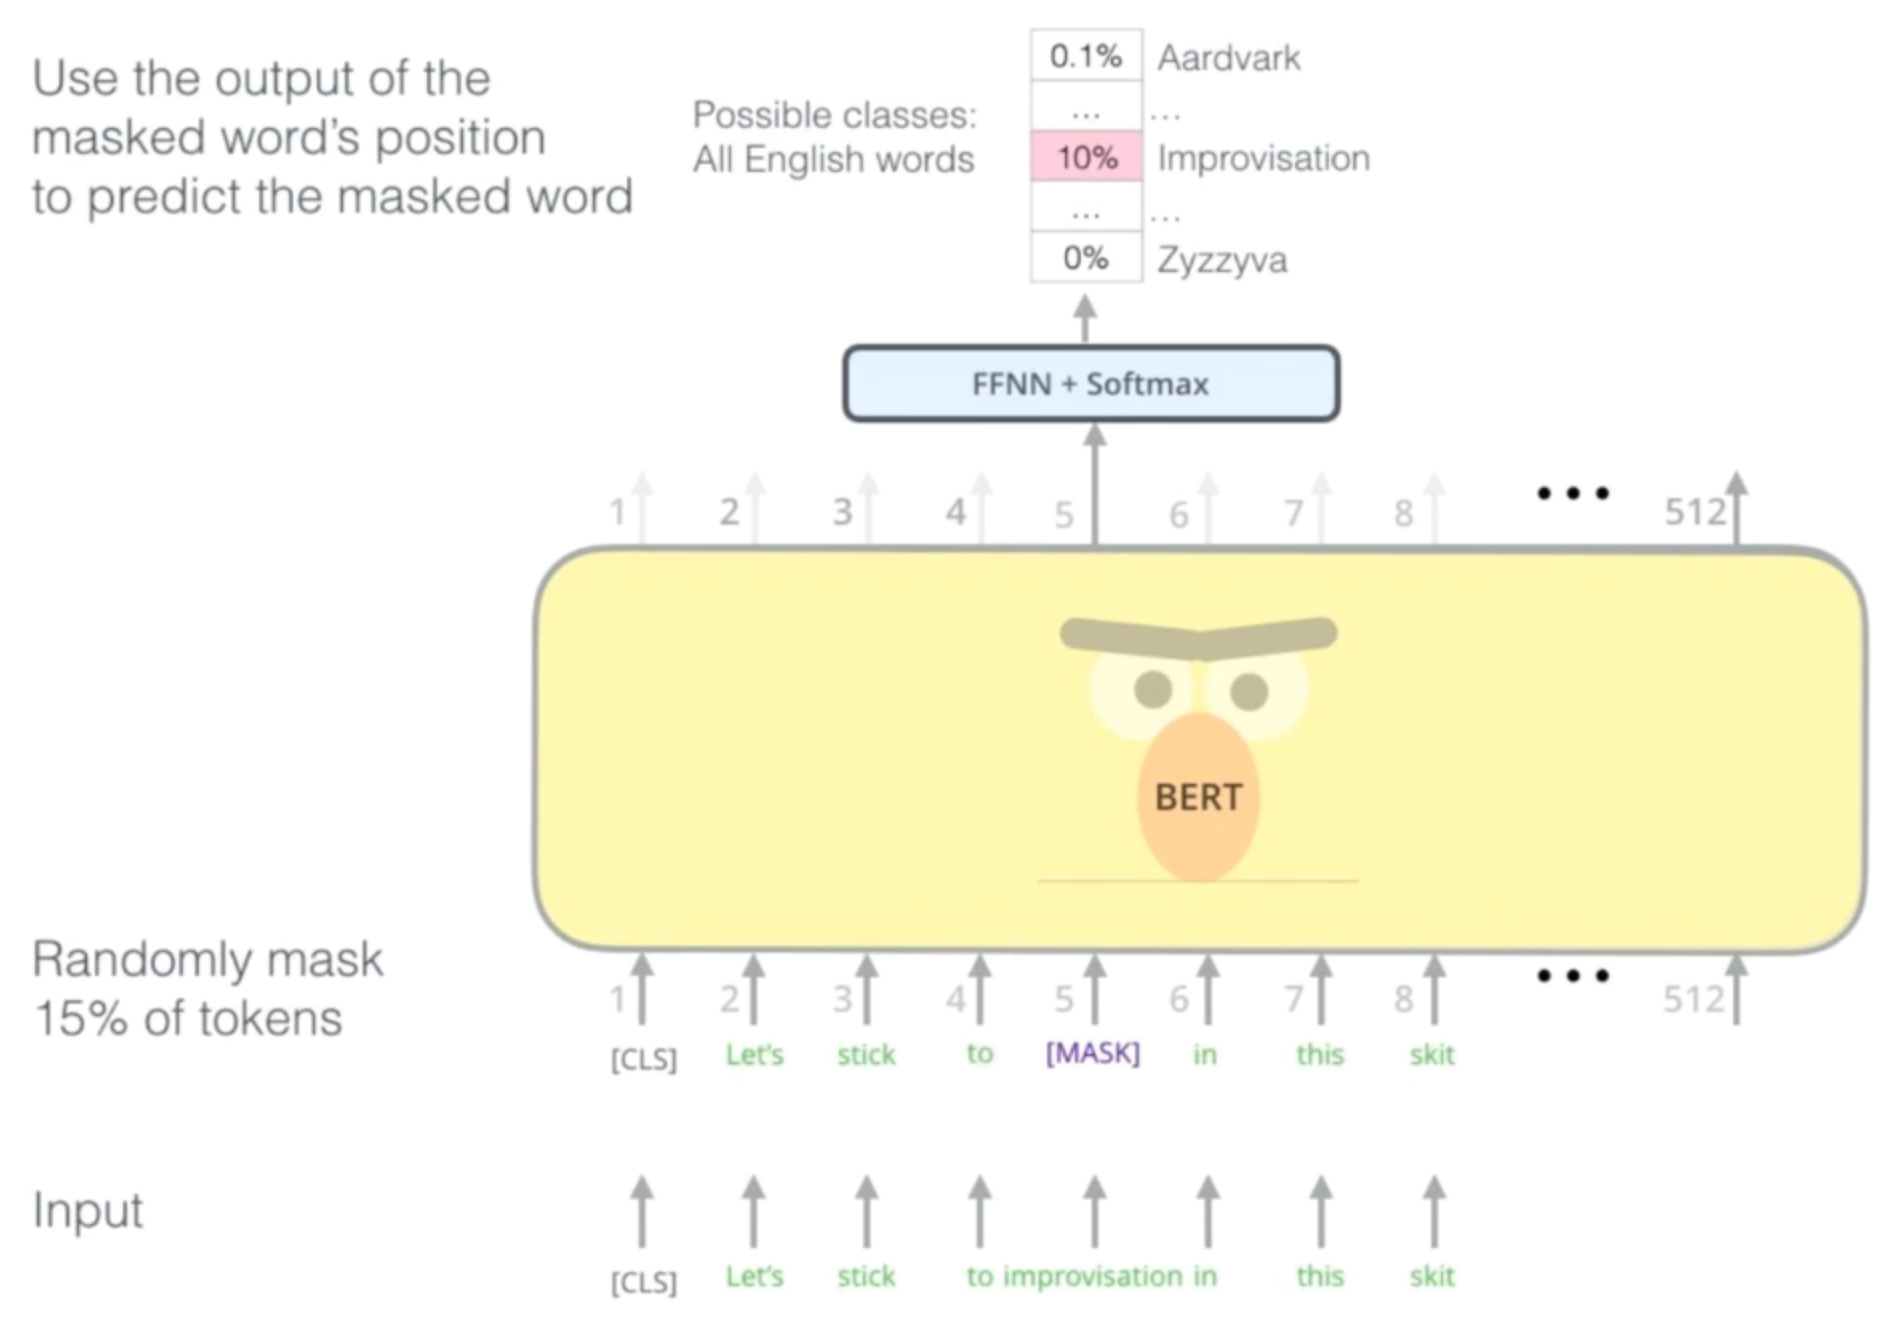 Use the output of the
masked word's position
to predict the masked word
Possible classes:
All English words
0.1% Aardvark
... ...
10% Improvisation
... ...
0% Zyzzyva
FFNN + Softmax
1 2 3 4 5 6 7 8 ••• 512
BERT
Randomly mask
15% of tokens
1 2 3 4 5 6 7 8 ••• 512
[CLS] Let's stick to [MASK] in this skit
Input
[CLS] Let's stick to improvisation in this skit